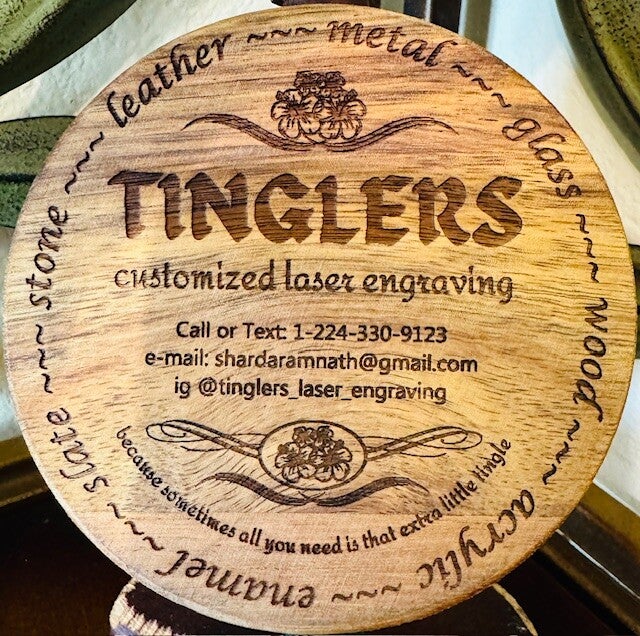 leather ~~~ metal ~~~ glass ~~~ wood ~~~ acrylic ~~~ enamel ~~~ slate ~~~ stone ~~~
TINGLERS
customized laser engraving
Call or Text: 1-224-330-9123
e-mail: shardaramnath@gmail.com
ig @tinglers_laser_engraving
because sometimes all you need is that extra little tingle